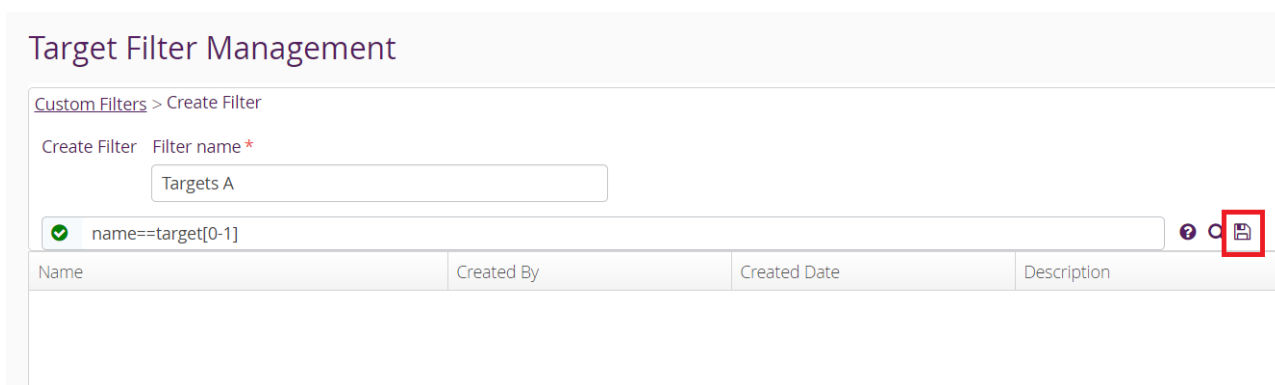 Target Filter Management
Custom Filters > Create Filter
Create Filter Filter name *
Targets A
name==target[0-1]
Name Created By Created Date Description